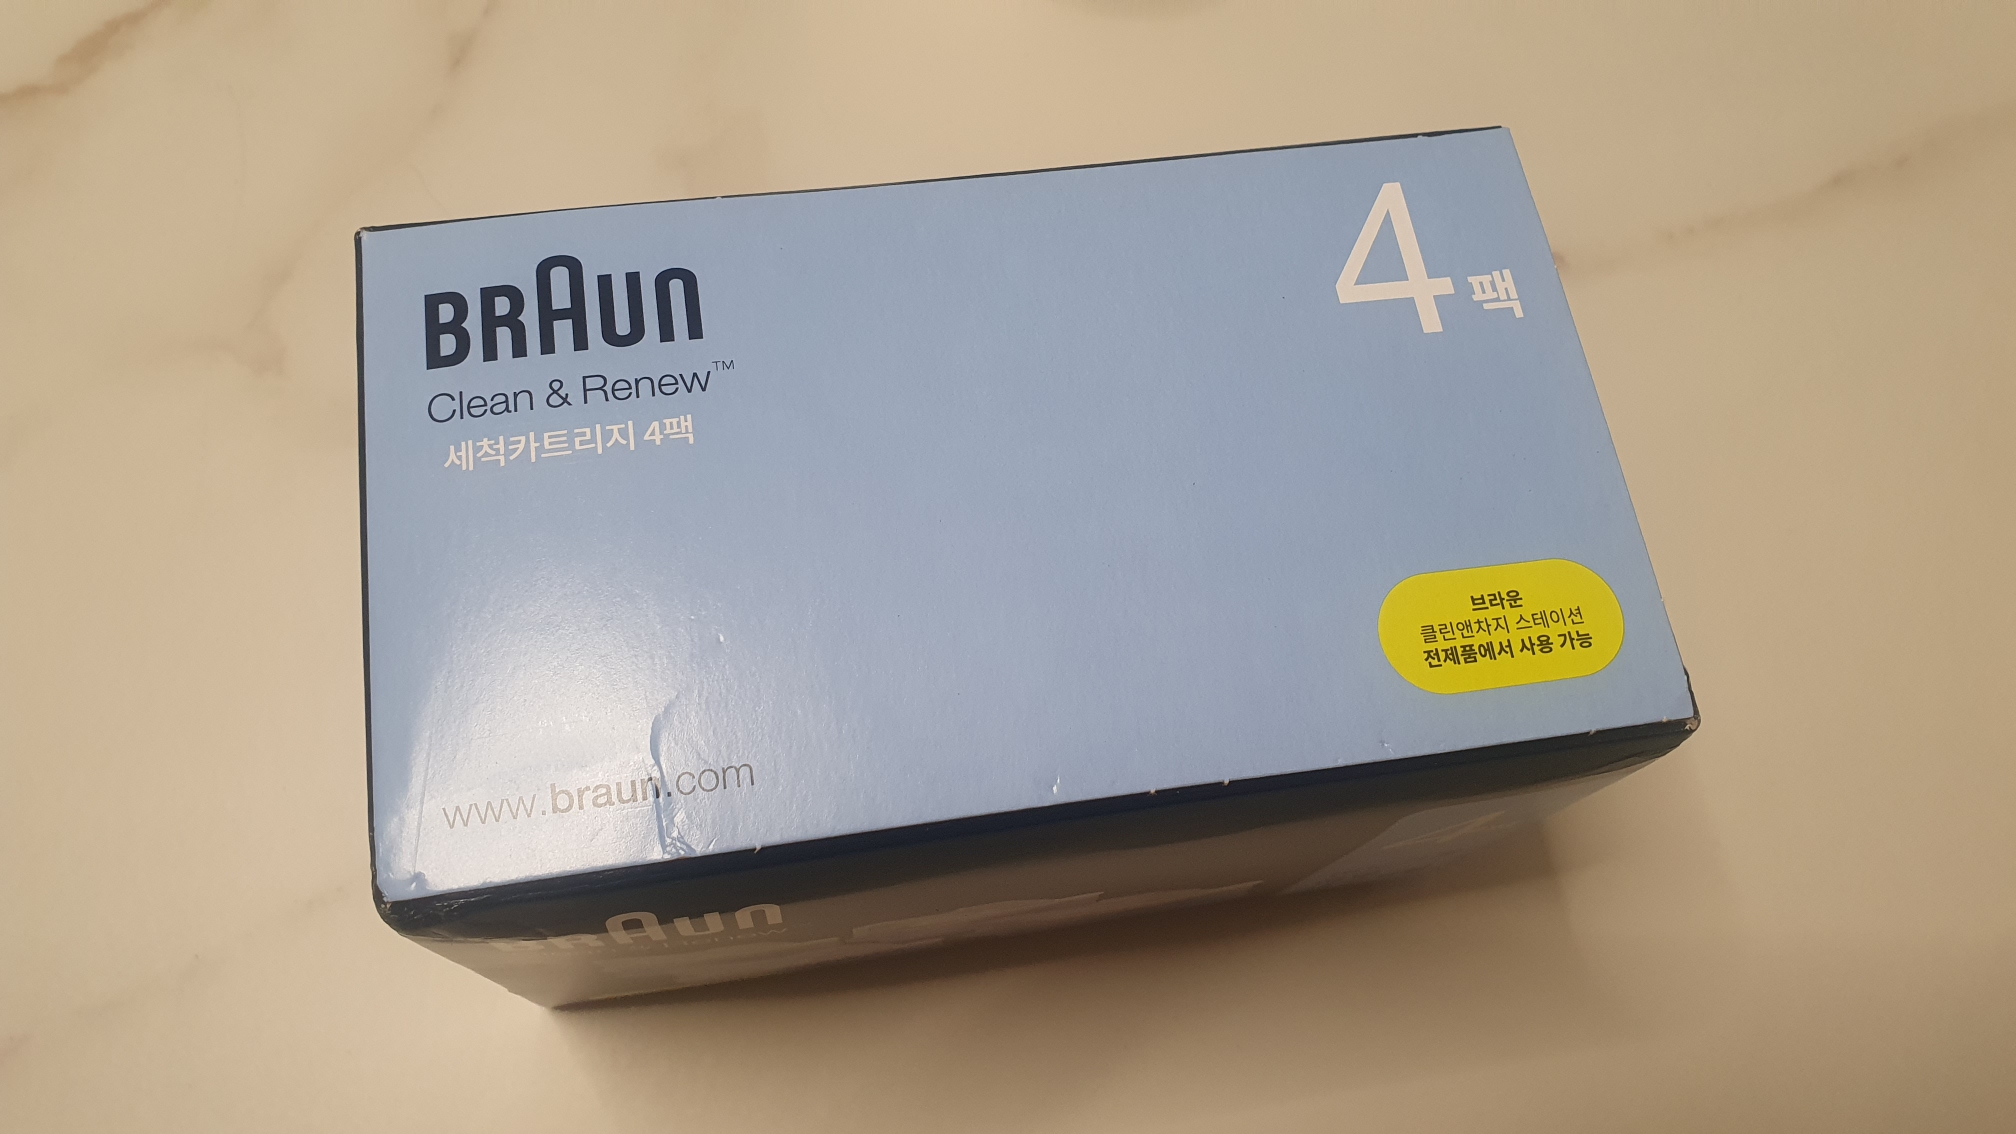 BRAUN
Clean & Renew™
세척카트리지 4팩
4팩
브라운
클린앤차지 스테이션
전제품에서 사용 가능
www.braun.com
BRAUN